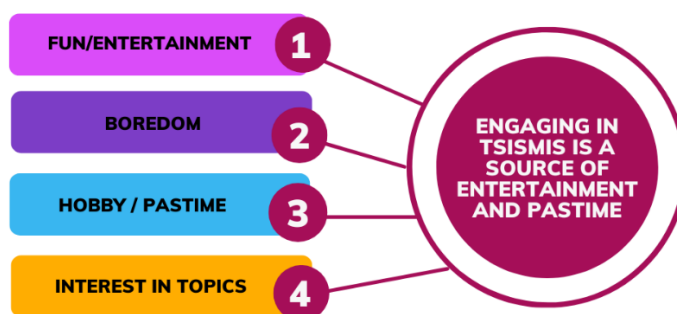 FUN/ENTERTAINMENT
1
BOREDOM
2
HOBBY / PASTIME
3
INTEREST IN TOPICS
4
ENGAGING IN
TSISMIS IS A
SOURCE OF
ENTERTAINMENT
AND PASTIME